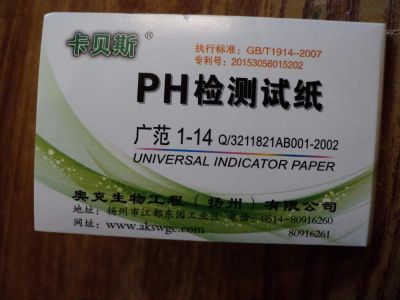 卡贝斯®
执行标准：GB/T1914-2007
专利号：20153056015202
PH检测试纸
广范 1-14 Q/3211821AB001-2002
UNIVERSAL INDICATOR PAPER
奥克生物工程（扬州）有限公司
地址：扬州市江都东园工业区 电话：0514-80916260
80916261
网址：www.akswgc.com